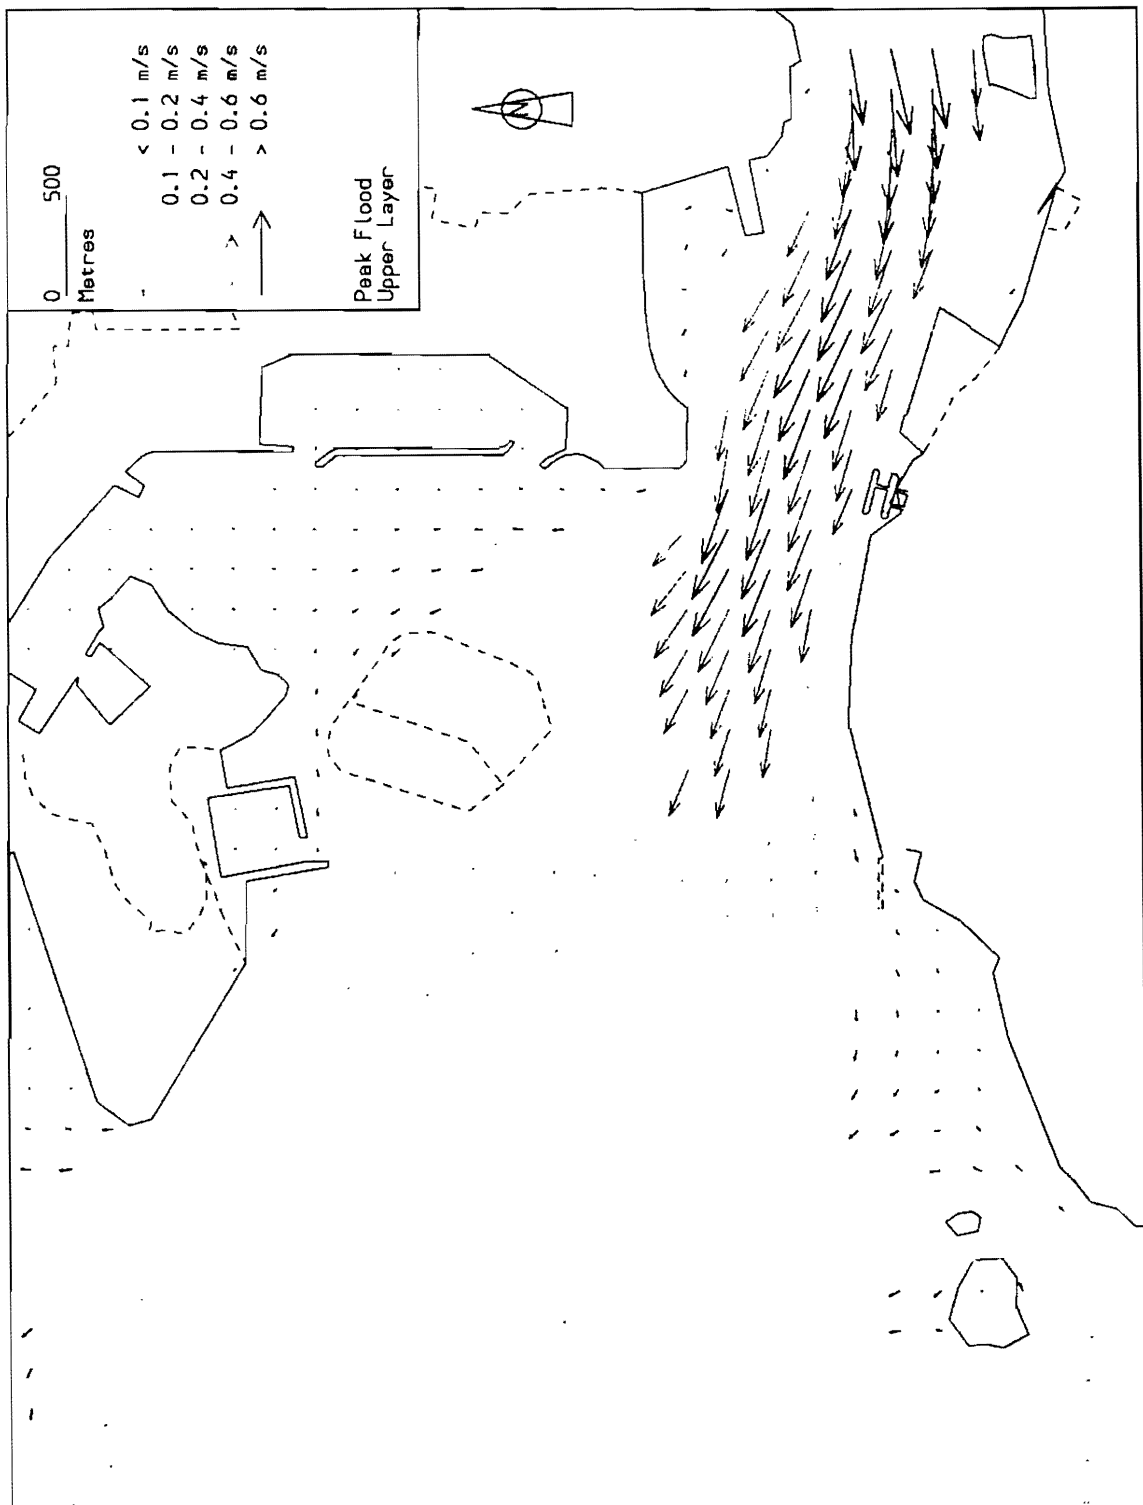 0 500
Metres
< 0.1 m/s
0.1 - 0.2 m/s
0.2 - 0.4 m/s
0.4 - 0.6 m/s
> 0.6 m/s
Peak Flood
Upper Layer
N